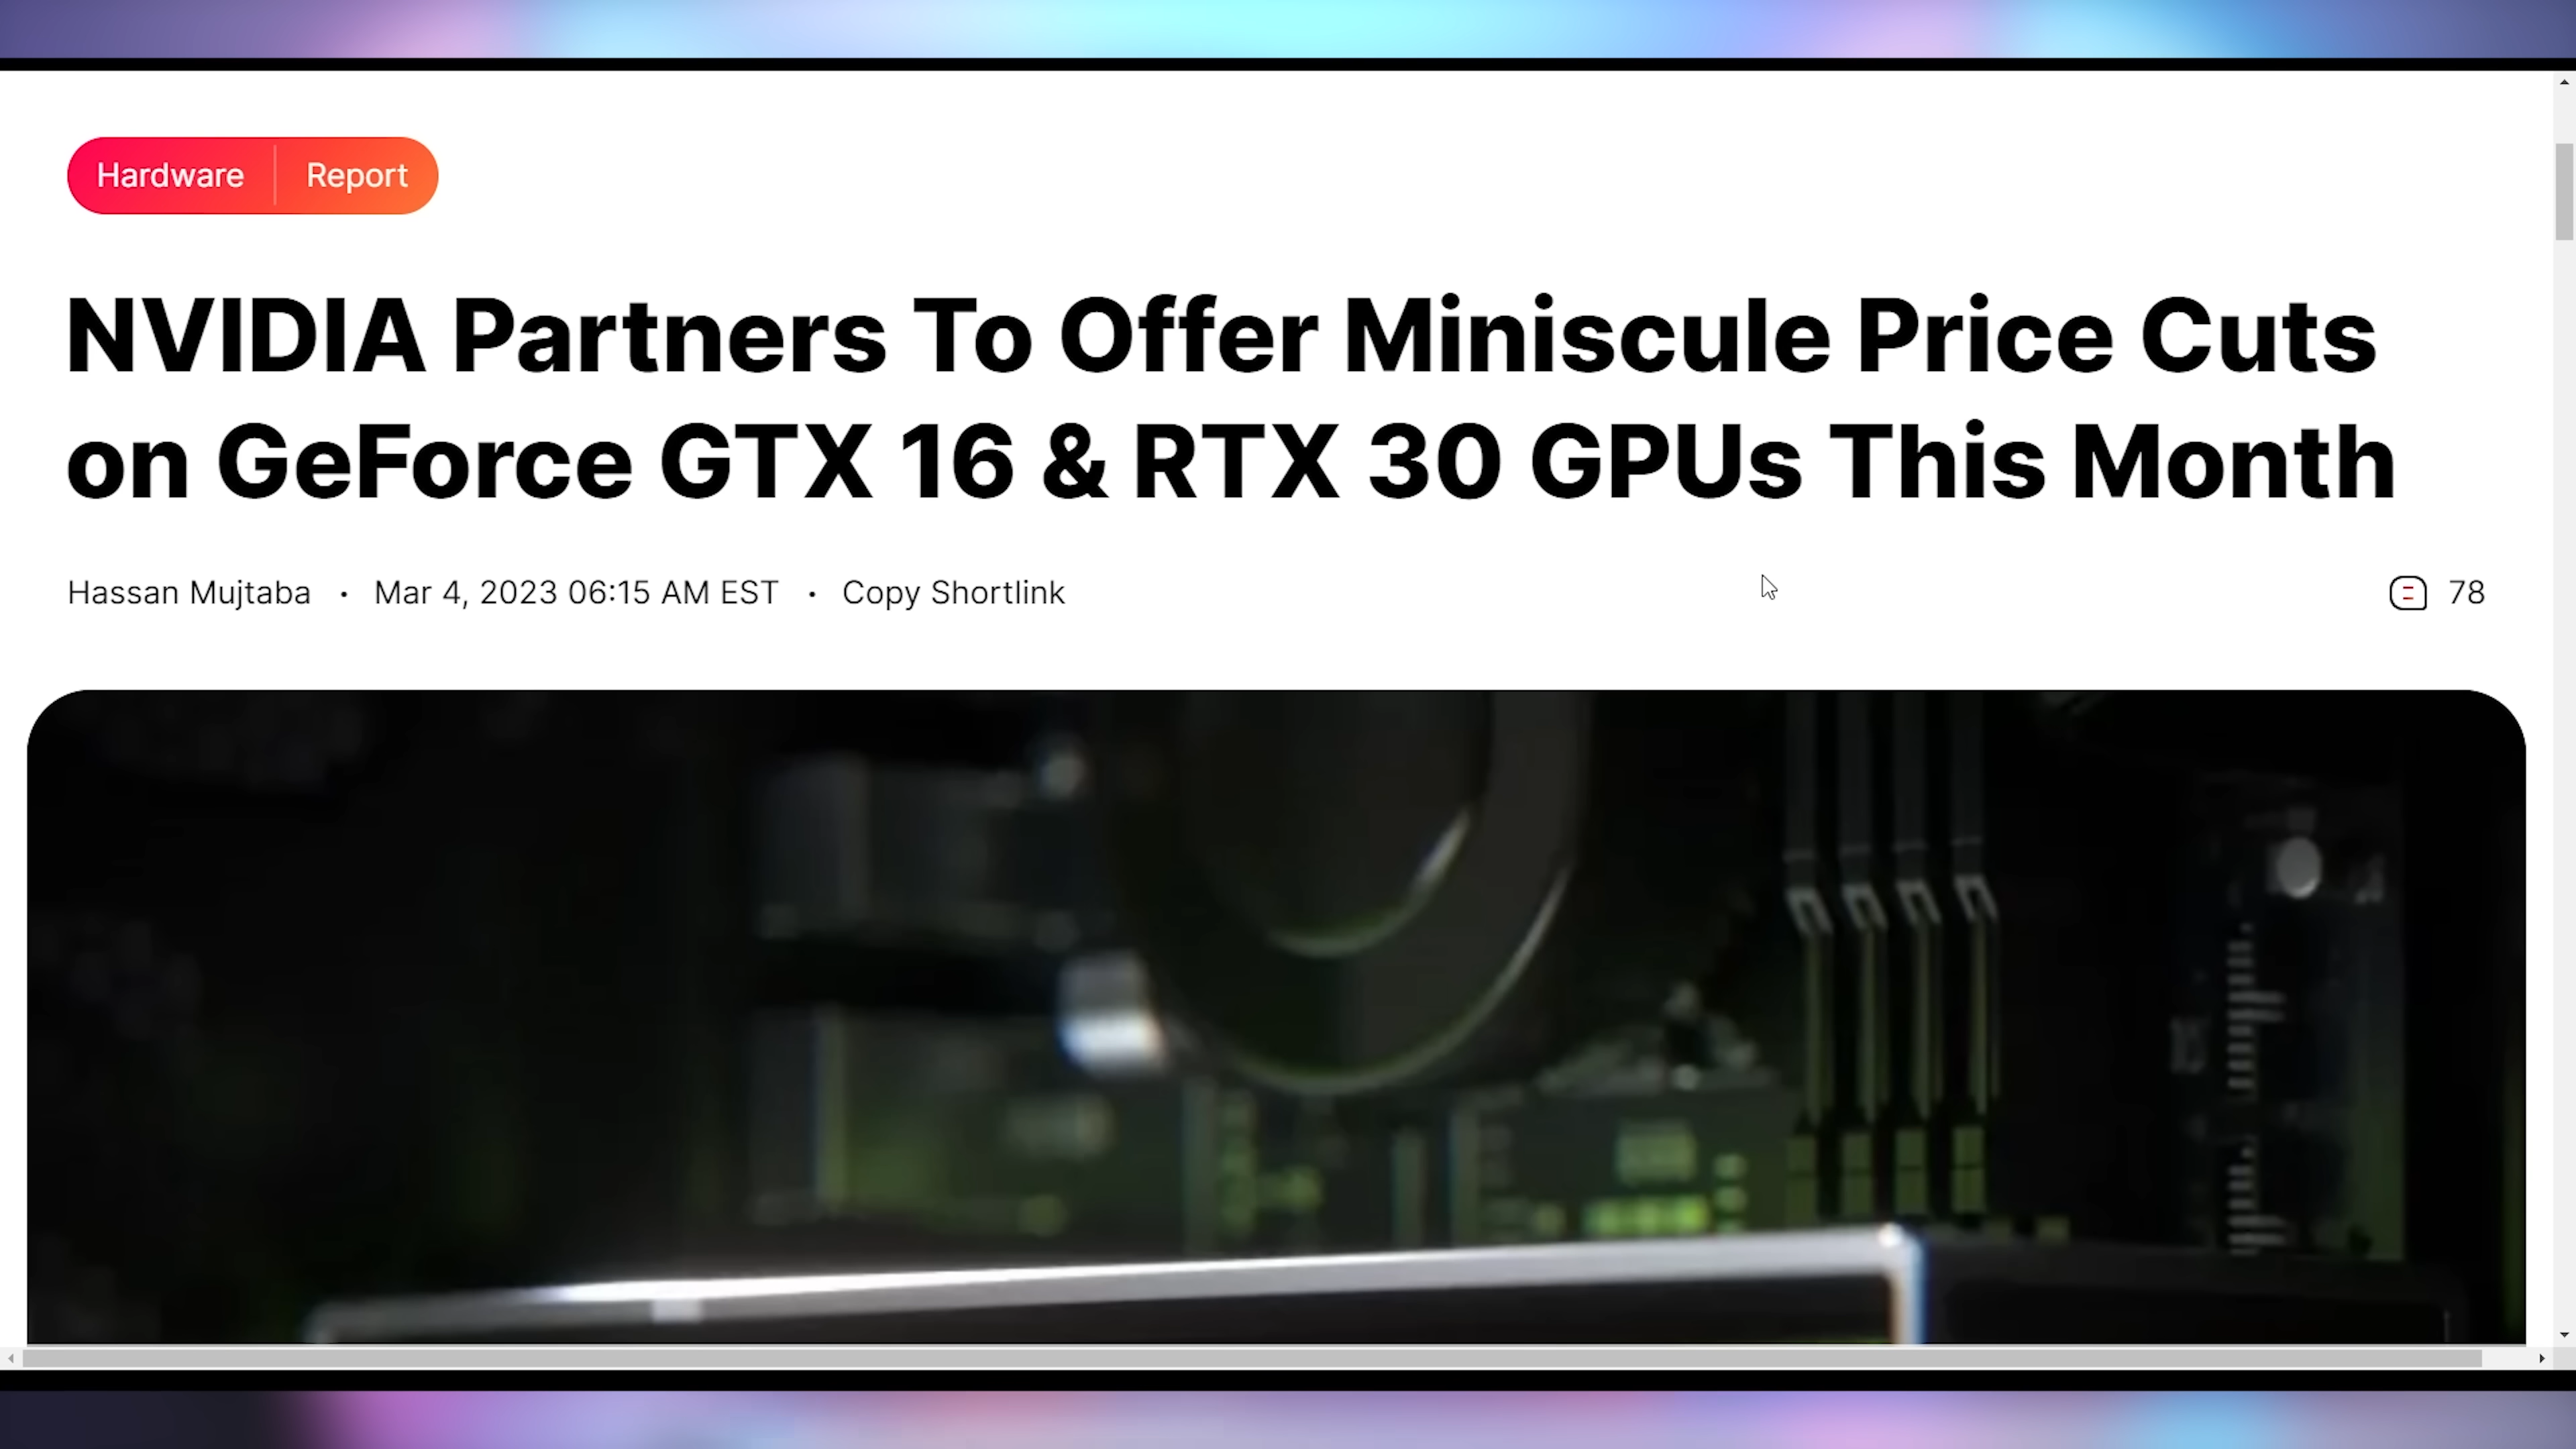 Hardware
Report
NVIDIA Partners To Offer Miniscule Price Cuts
on GeForce GTX 16 & RTX 30 GPUs This Month
Hassan Mujtaba • Mar 4, 2023 06:15 AM EST • Copy Shortlink
78